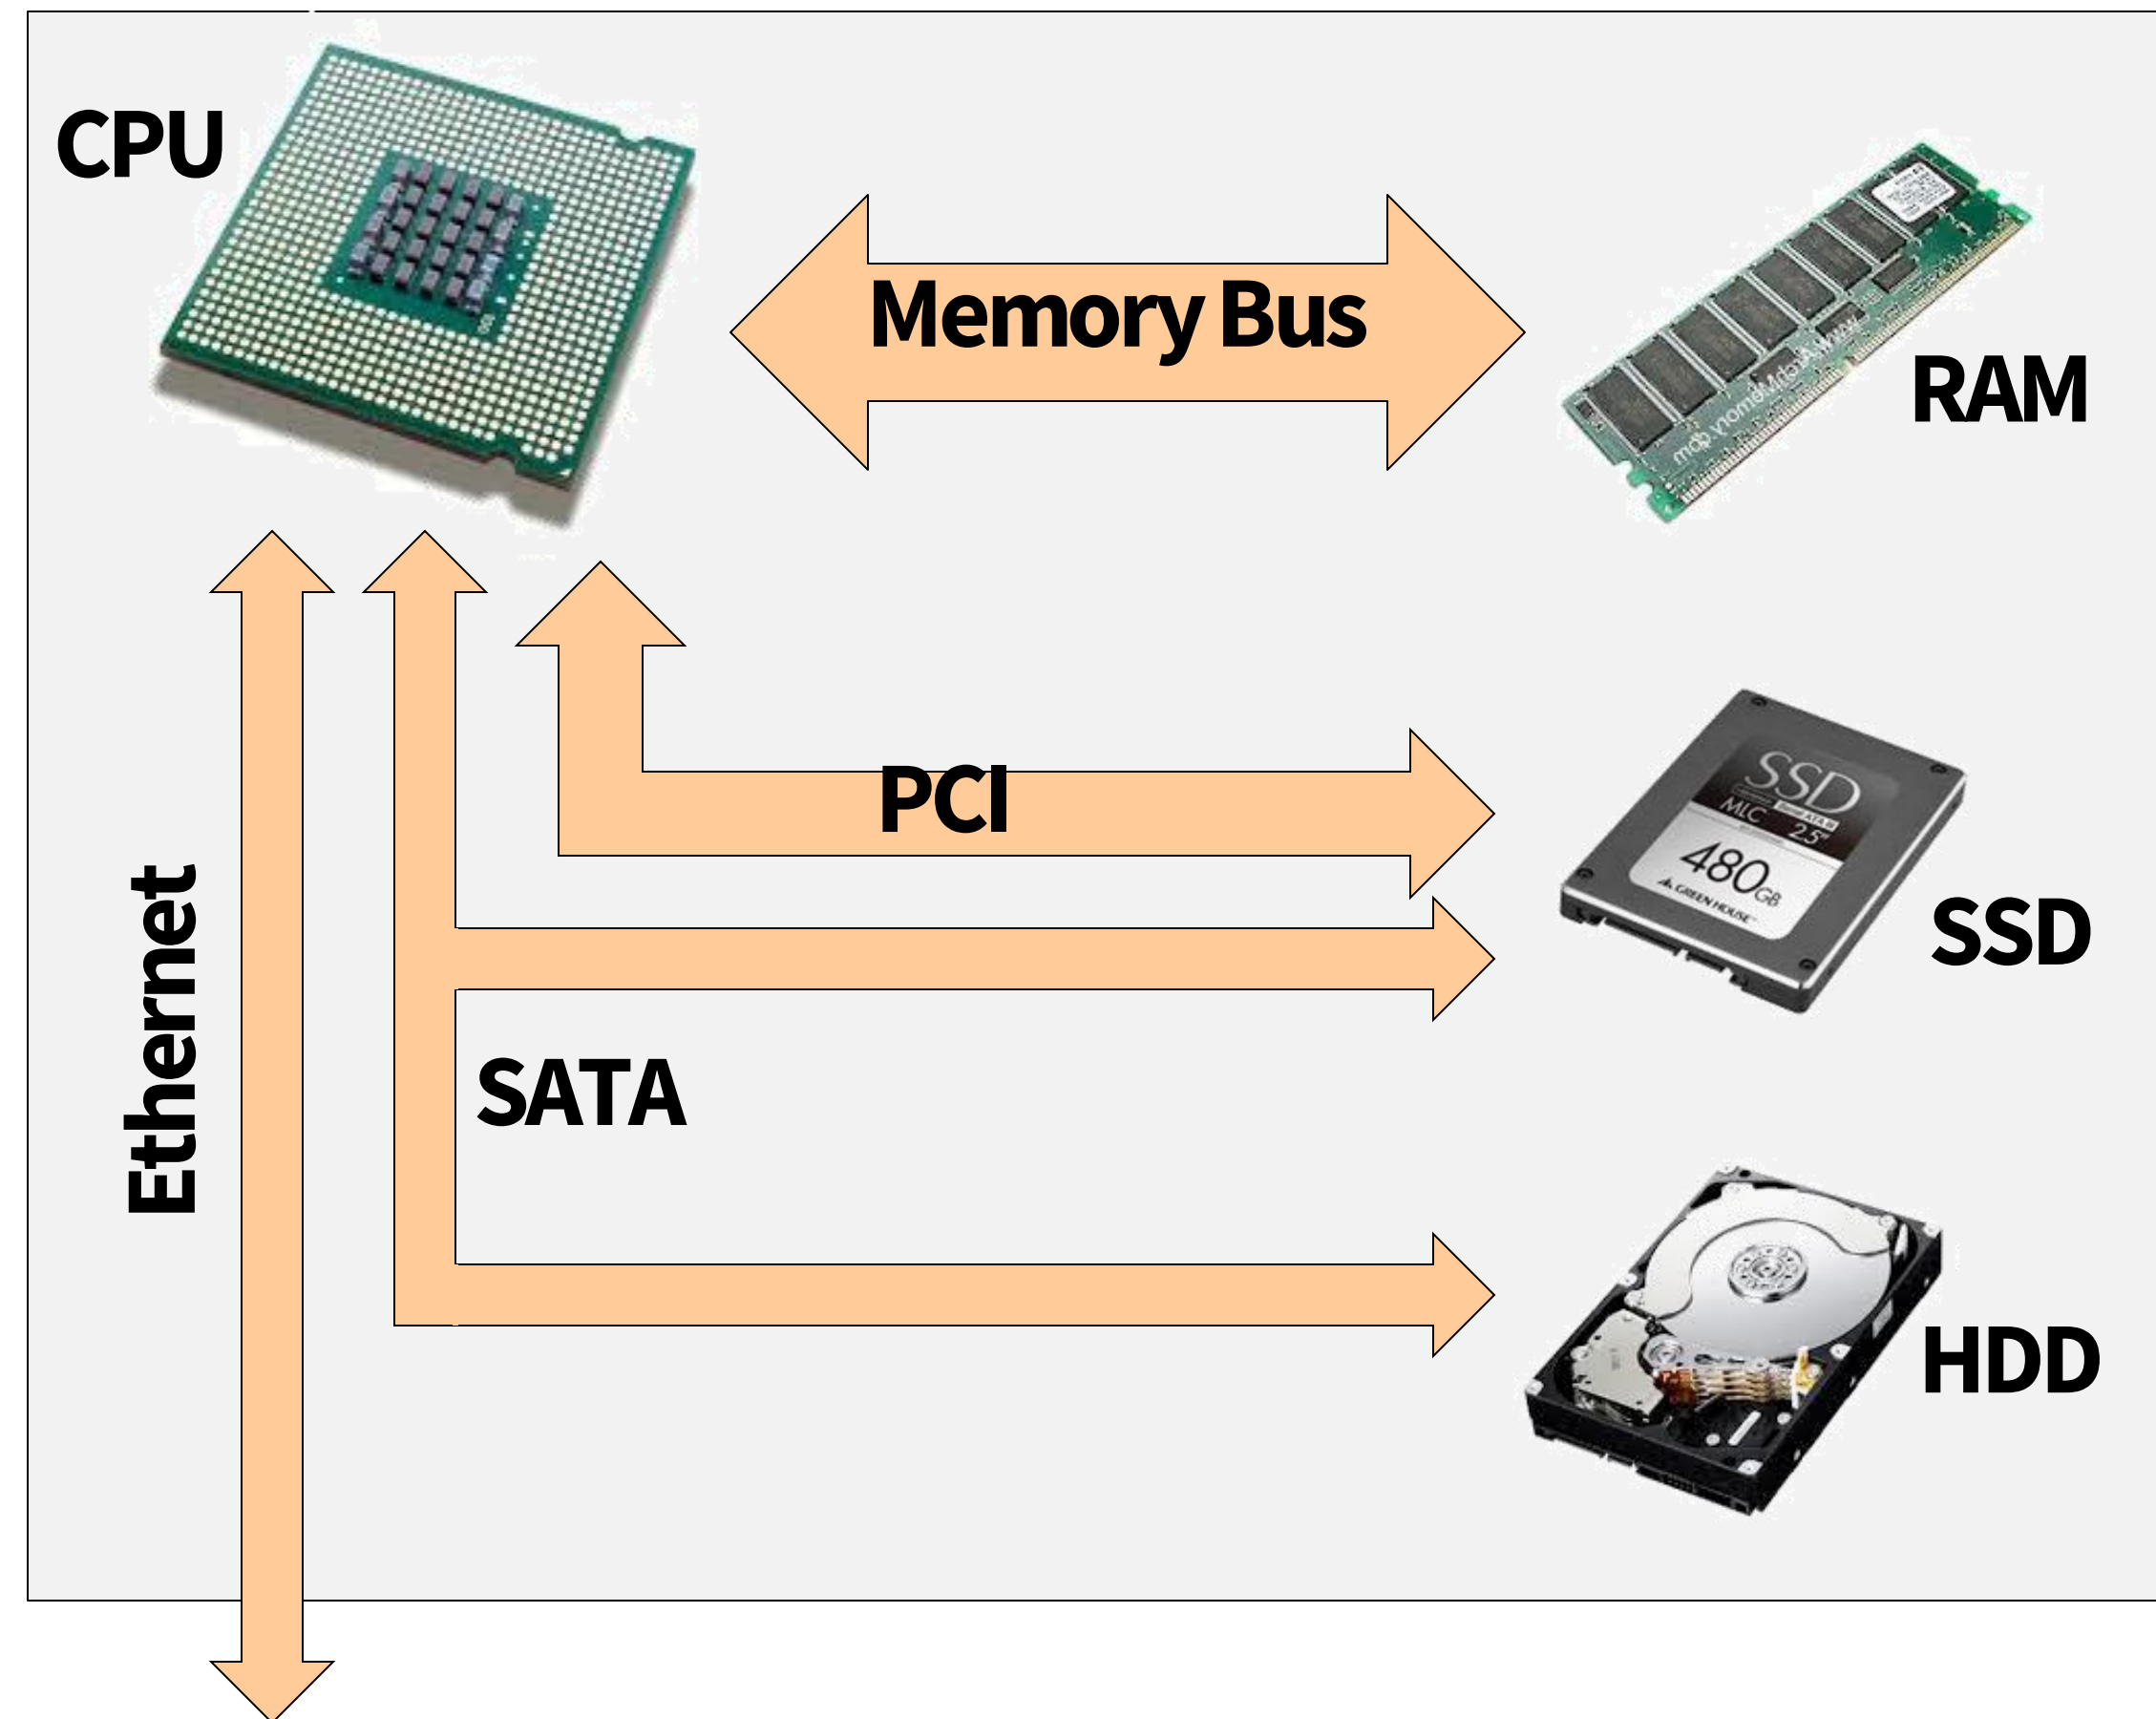 CPU
Memory Bus
RAM
PCI
SSD
MLC 2.5"
480GB
GREEN HOUSE
SSD
Ethernet
SATA
HDD